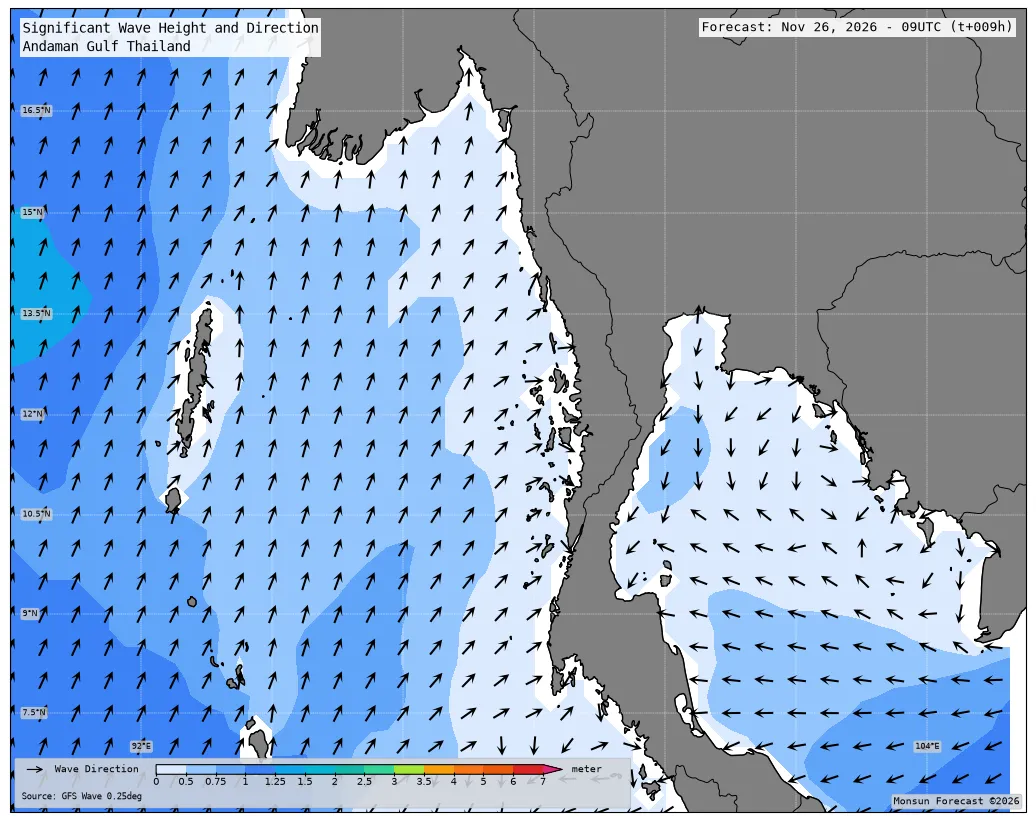 Significant Wave Height and Direction
Andaman Gulf Thailand
Forecast: Nov 26, 2026 - 09UTC (t+009h)
16.5°N
15°N
13.5°N
12°N
10.5°N
9°N
7.5°N
92°E
104°E
Wave Direction
meter
0 0.5 0.75 1 1.25 1.5 2 2.5 3 3.5 4 5 6 7
Source: GFS Wave 0.25deg
Monsun Forecast ©2026